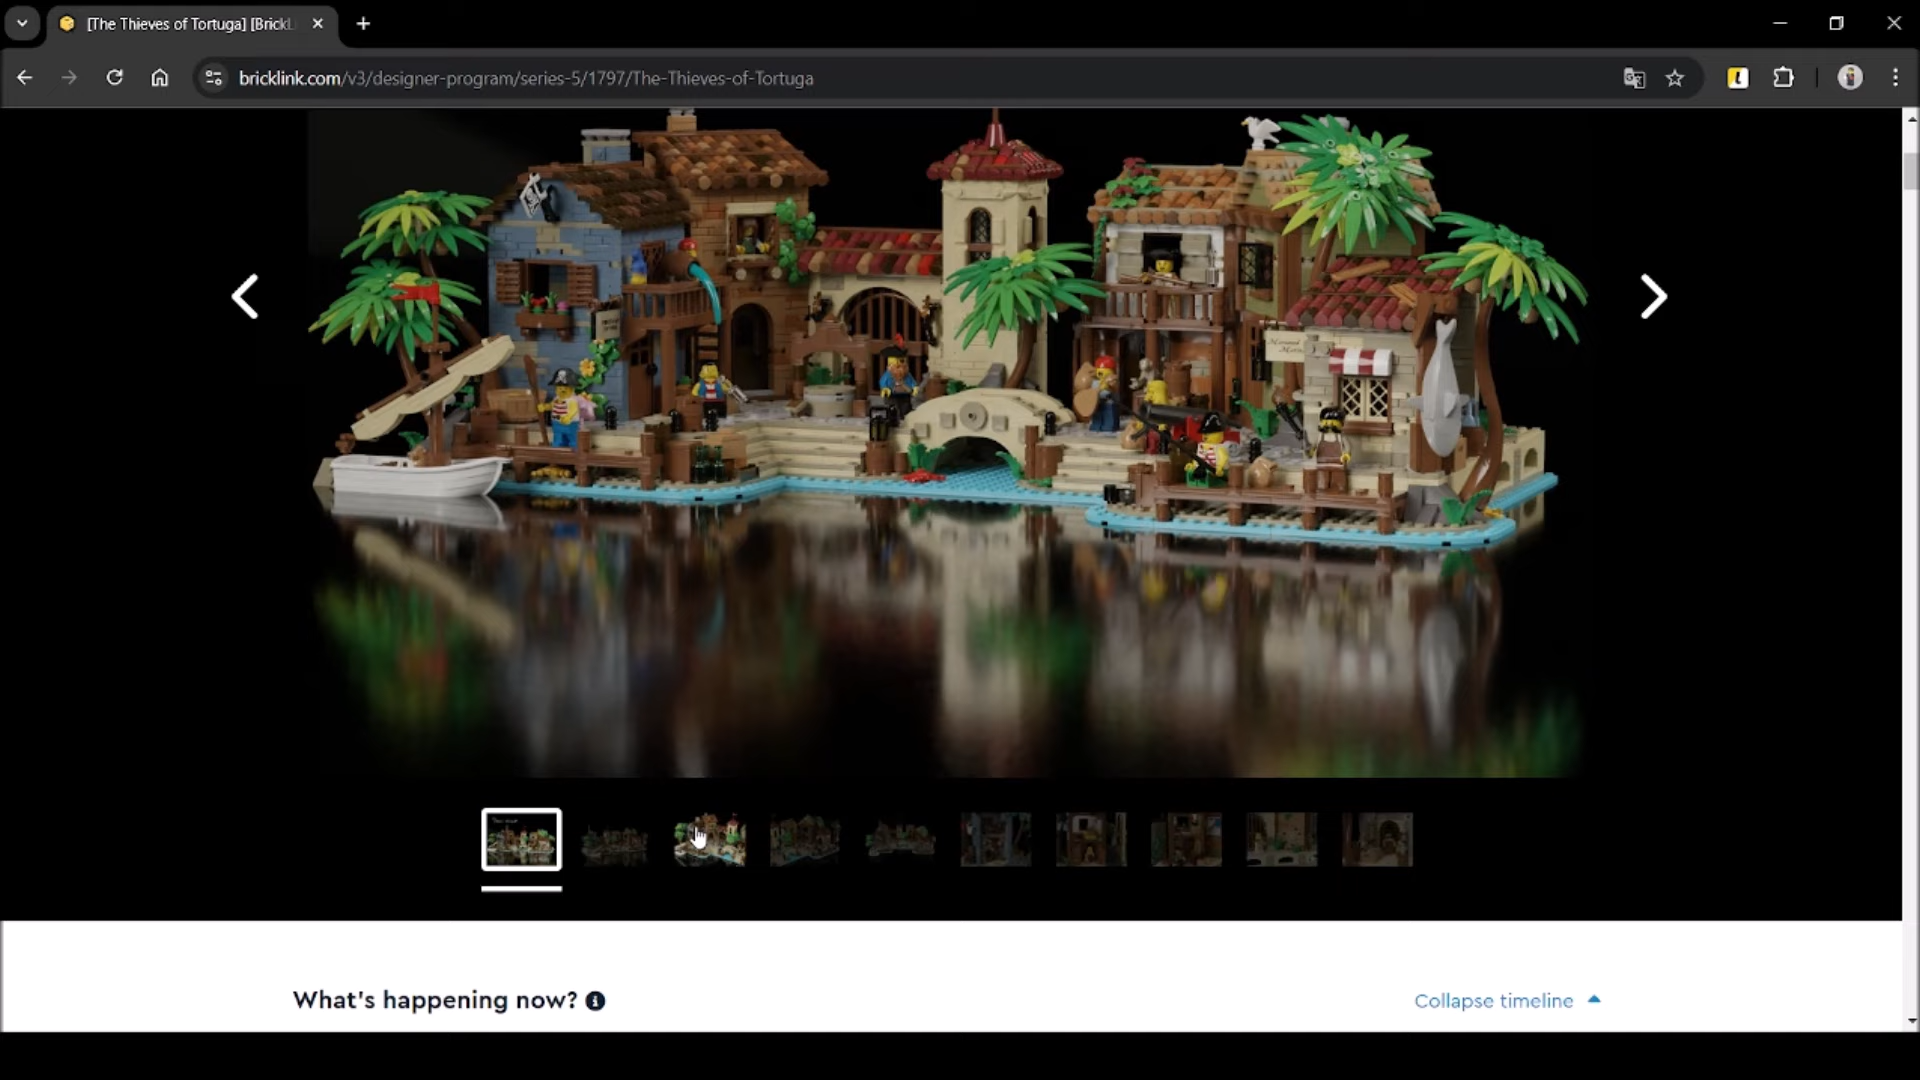 [The Thieves of Tortuga] [BrickL
bricklink.com/v3/designer-program/series-5/1797/The-Thieves-of-Tortuga
What's happening now?
Collapse timeline